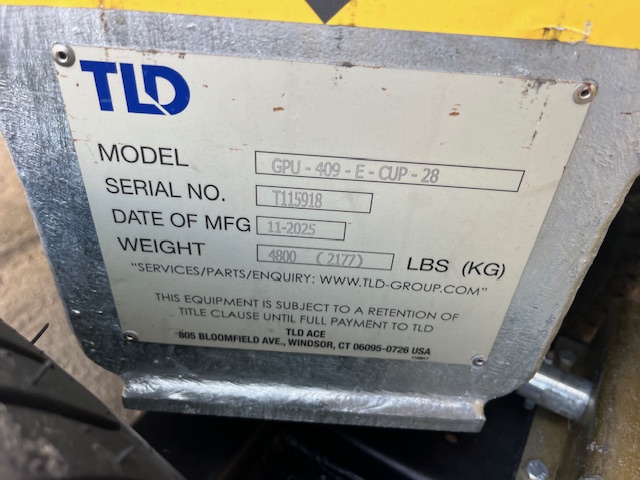 TLD
MODEL GPU - 409 - E - CUP - 28
SERIAL NO. T115918
DATE OF MFG 11-2025
WEIGHT 4800 (2177) LBS (KG)
"SERVICES/PARTS/ENQUIRY: WWW.TLD-GROUP.COM"
THIS EQUIPMENT IS SUBJECT TO A RETENTION OF
TITLE CLAUSE UNTIL FULL PAYMENT TO TLD
TLD ACE
805 BLOOMFIELD AVE., WINDSOR, CT 06095-0726 USA